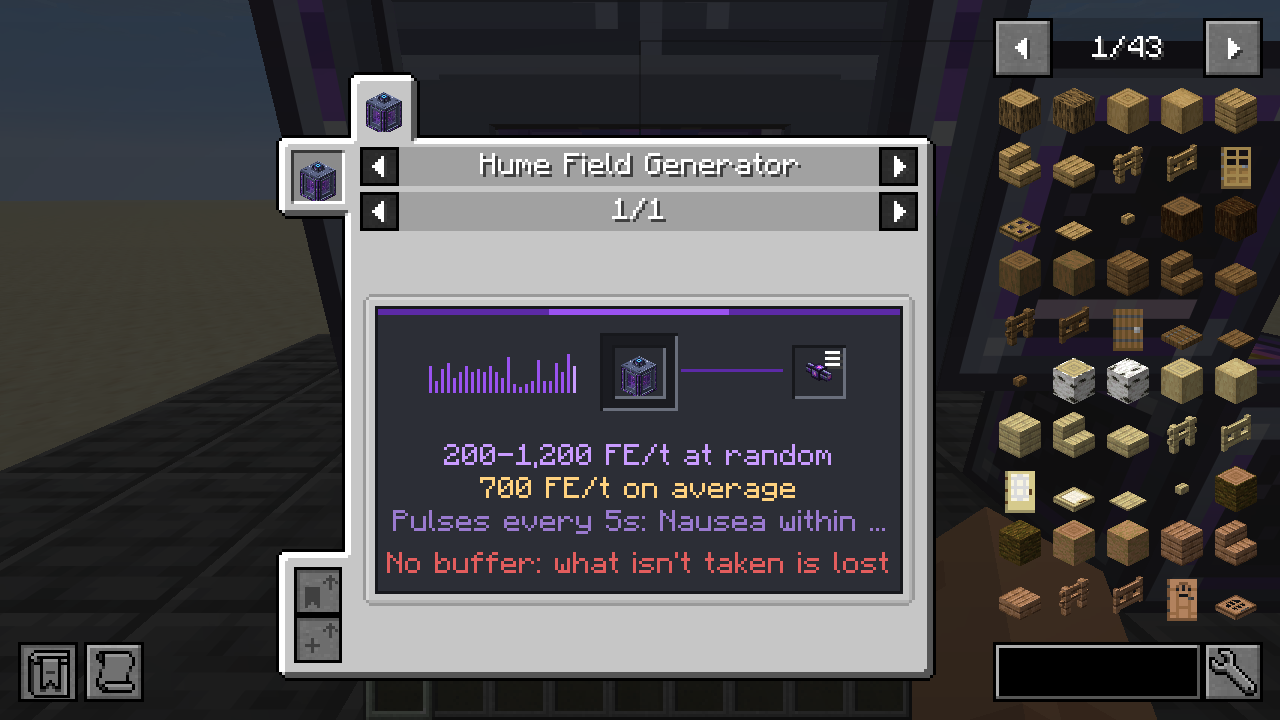 1/43
Hume Field Generator
1/1
200-1,200 FE/t at random
700 FE/t on average
Pulses every 5s: Nausea within ...
No buffer: what isn't taken is lost